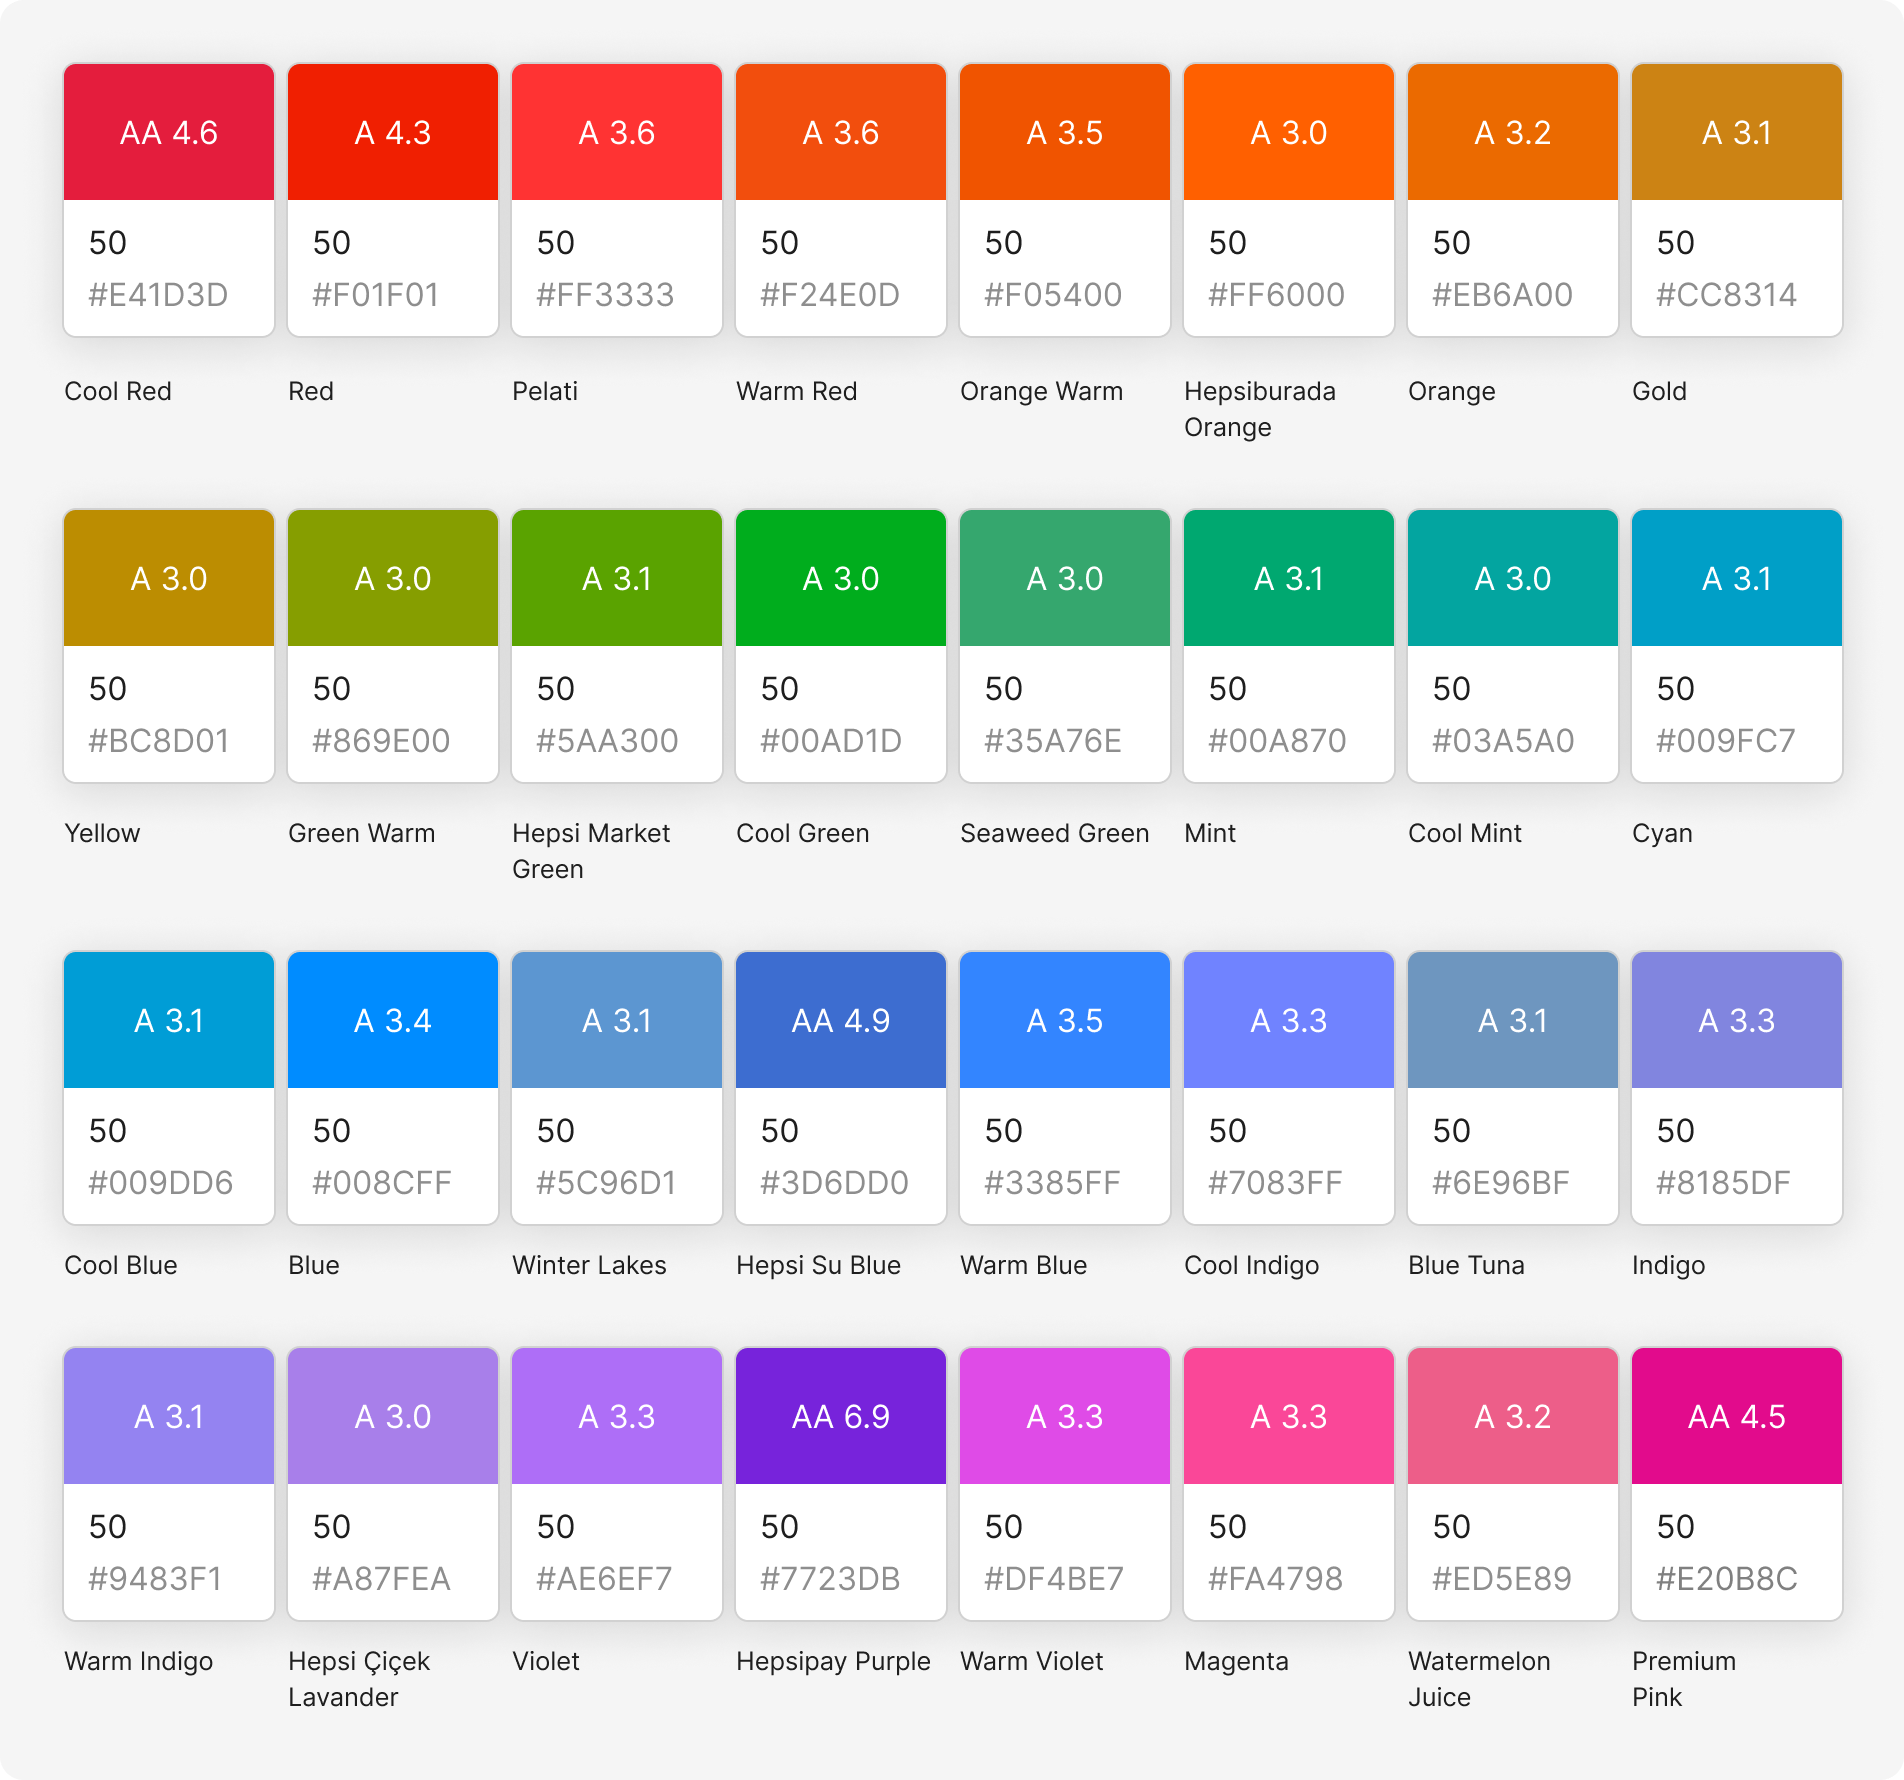 AA 4.6
50
#E41D3D
Cool Red
A 4.3
50
#F01F01
Red
A 3.6
50
#FF3333
Pelati
A 3.6
50
#F24E0D
Warm Red
A 3.5
50
#F05400
Orange Warm
A 3.0
50
#FF6000
Hepsiburada
Orange
A 3.2
50
#EB6A00
Orange
A 3.1
50
#CC8314
Gold
A 3.0
50
#BC8D01
Yellow
A 3.0
50
#869E00
Green Warm
A 3.1
50
#5AA300
Hepsi Market
Green
A 3.0
50
#00AD1D
Cool Green
A 3.0
50
#35A76E
Seaweed Green
A 3.1
50
#00A870
Mint
A 3.0
50
#03A5A0
Cool Mint
A 3.1
50
#009FC7
Cyan
A 3.1
50
#009DD6
Cool Blue
A 3.4
50
#008CFF
Blue
A 3.1
50
#5C96D1
Winter Lakes
AA 4.9
50
#3D6DD0
Hepsi Su Blue
A 3.5
50
#3385FF
Warm Blue
A 3.3
50
#7083FF
Cool Indigo
A 3.1
50
#6E96BF
Blue Tuna
A 3.3
50
#8185DF
Indigo
A 3.1
50
#9483F1
Warm Indigo
A 3.0
50
#A87FEA
Hepsi Çiçek
Lavander
A 3.3
50
#AE6EF7
Violet
AA 6.9
50
#7723DB
Hepsipay Purple
A 3.3
50
#DF4BE7
Warm Violet
A 3.3
50
#FA4798
Magenta
A 3.2
50
#ED5E89
Watermelon
Juice
AA 4.5
50
#E20B8C
Premium
Pink